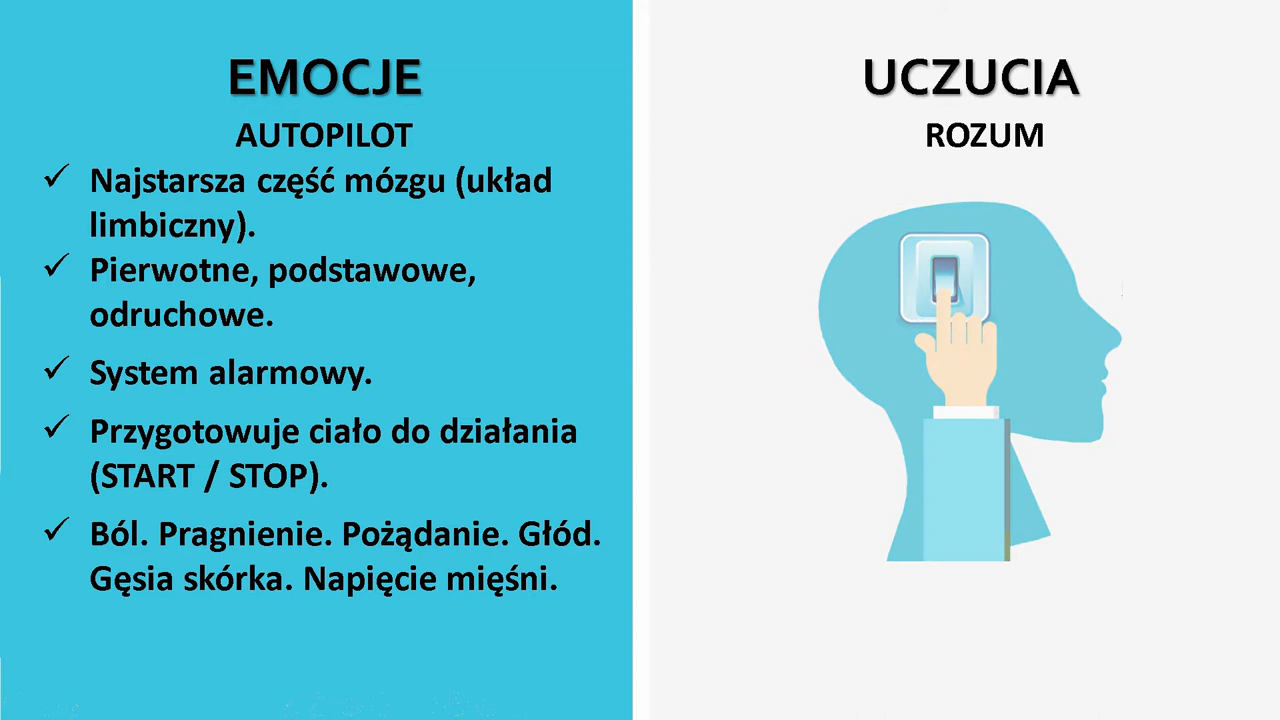 EMOCJE
AUTOPILOT
✓ Najstarsza część mózgu (układ
limbiczny).
✓ Pierwotne, podstawowe,
odruchowe.
✓ System alarmowy.
✓ Przygotowuje ciało do działania
(START / STOP).
✓ Ból. Pragnienie. Pożądanie. Głód.
Gęsia skórka. Napięcie mięśni.
UCZUCIA
ROZUM